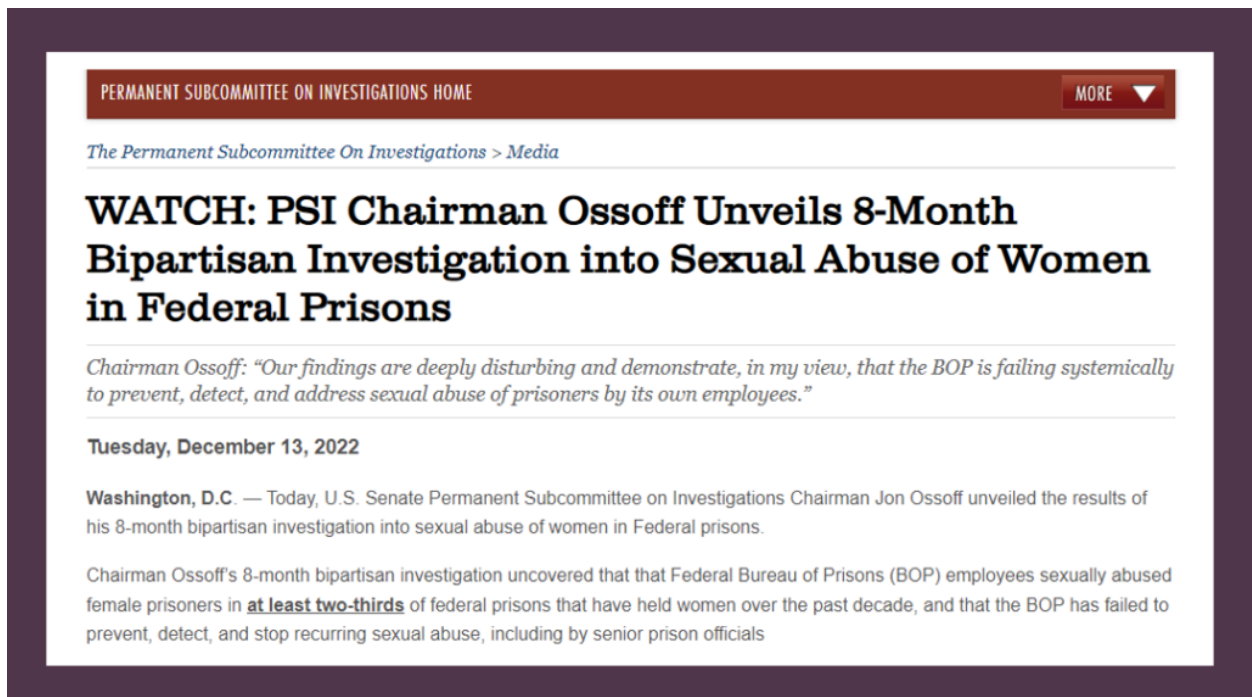 PERMANENT SUBCOMMITTEE ON INVESTIGATIONS HOME
MORE
The Permanent Subcommittee On Investigations > Media
WATCH: PSI Chairman Ossoff Unveils 8-Month
Bipartisan Investigation into Sexual Abuse of Women
in Federal Prisons
Chairman Ossoff: “Our findings are deeply disturbing and demonstrate, in my view, that the BOP is failing systemically
to prevent, detect, and address sexual abuse of prisoners by its own employees.”
Tuesday, December 13, 2022
Washington, D.C. — Today, U.S. Senate Permanent Subcommittee on Investigations Chairman Jon Ossoff unveiled the results of
his 8-month bipartisan investigation into sexual abuse of women in Federal prisons.
Chairman Ossoff's 8-month bipartisan investigation uncovered that that Federal Bureau of Prisons (BOP) employees sexually abused
female prisoners in at least two-thirds of federal prisons that have held women over the past decade, and that the BOP has failed to
prevent, detect, and stop recurring sexual abuse, including by senior prison officials